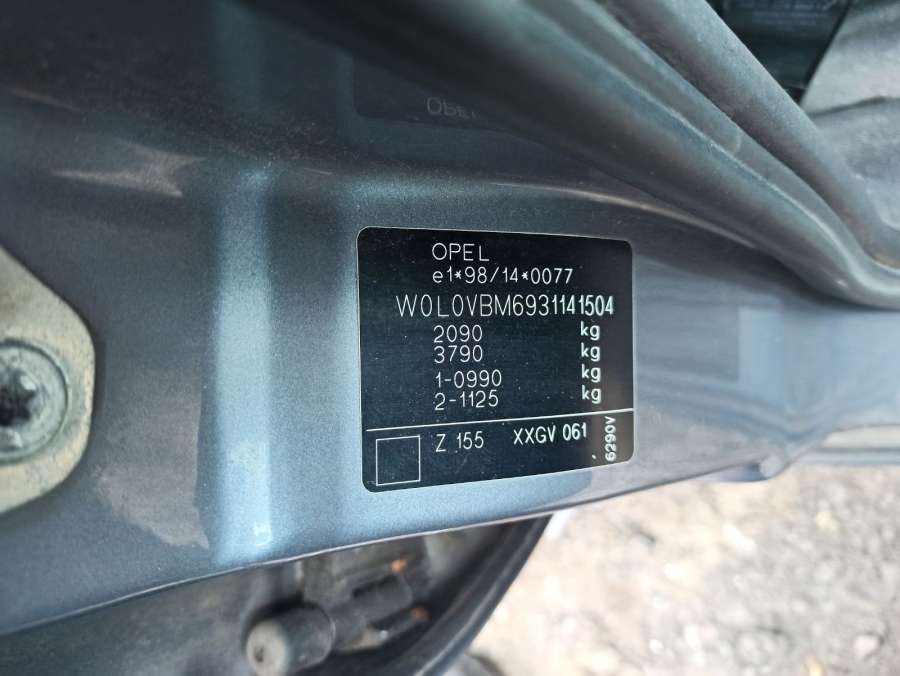 OPEL
e1*98/14*0077
W0L0VBM6931141504
2090 kg
3790 kg
1-0990 kg
2-1125 kg
Z 155 XXGV 061
6290V